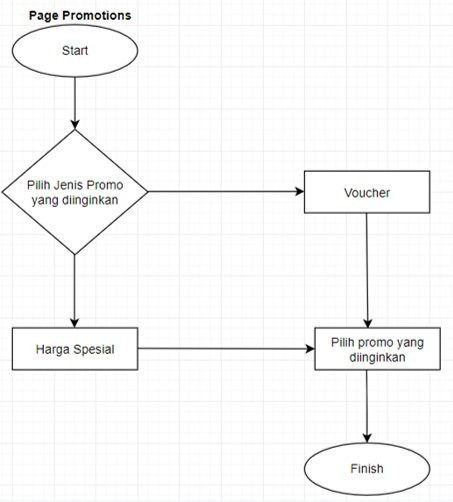 Page Promotions
Start
Pilih Jenis Promo
yang diinginkan
Voucher
Harga Spesial
Pilih promo yang
diinginkan
Finish